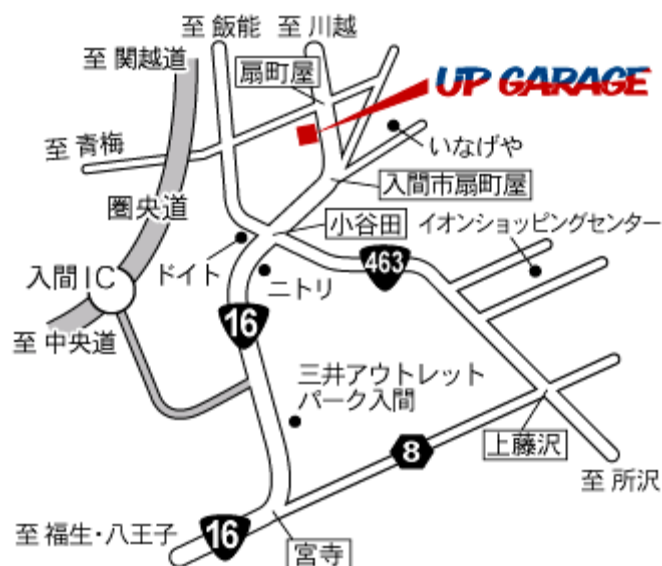 至 飯能
至 川越
至 関越道
扇町屋
UP GARAGE
至 青梅
いなげや
入間市扇町屋
圏央道
小谷田
イオンショッピングセンター
入間IC
ドイト
ニトリ
463
16
至 中央道
三井アウトレット
パーク入間
8
上藤沢
至 所沢
至 福生・八王子
16
宮寺